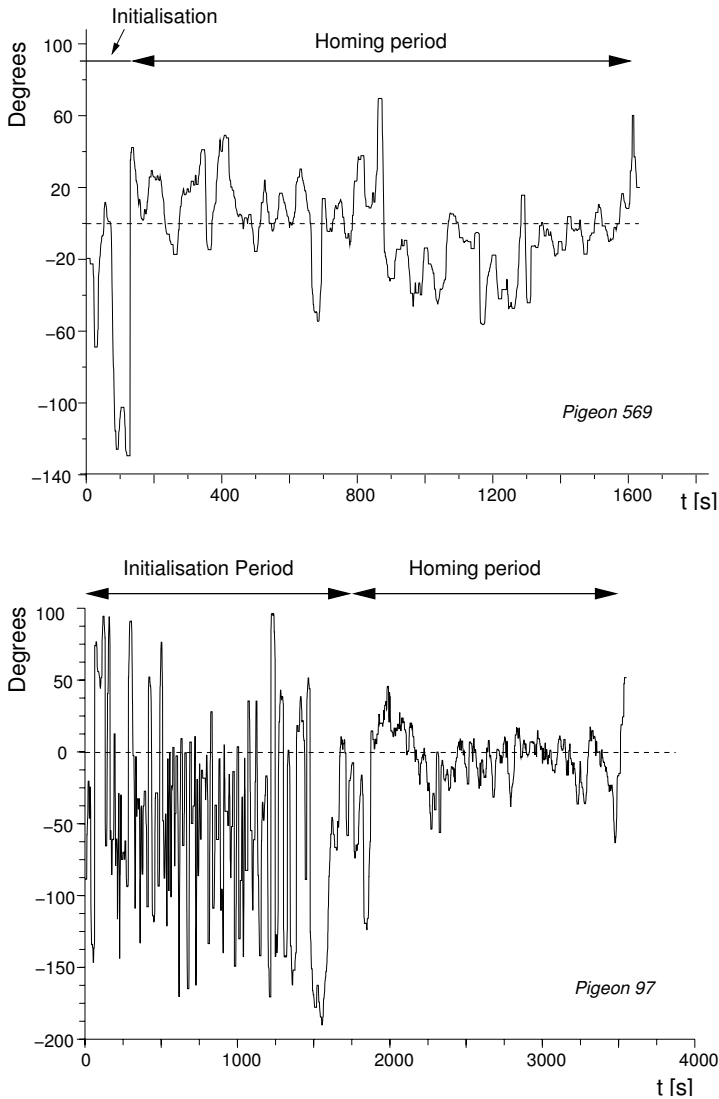 Initialisation
Homing period
Degrees
100
60
20
−20
−60
−100
−140
0
400
800
1200
1600
t [s]
Pigeon 569
Initialisation Period
Homing period
Degrees
100
50
0
−50
−100
−150
−200
0
1000
2000
3000
4000
t [s]
Pigeon 97